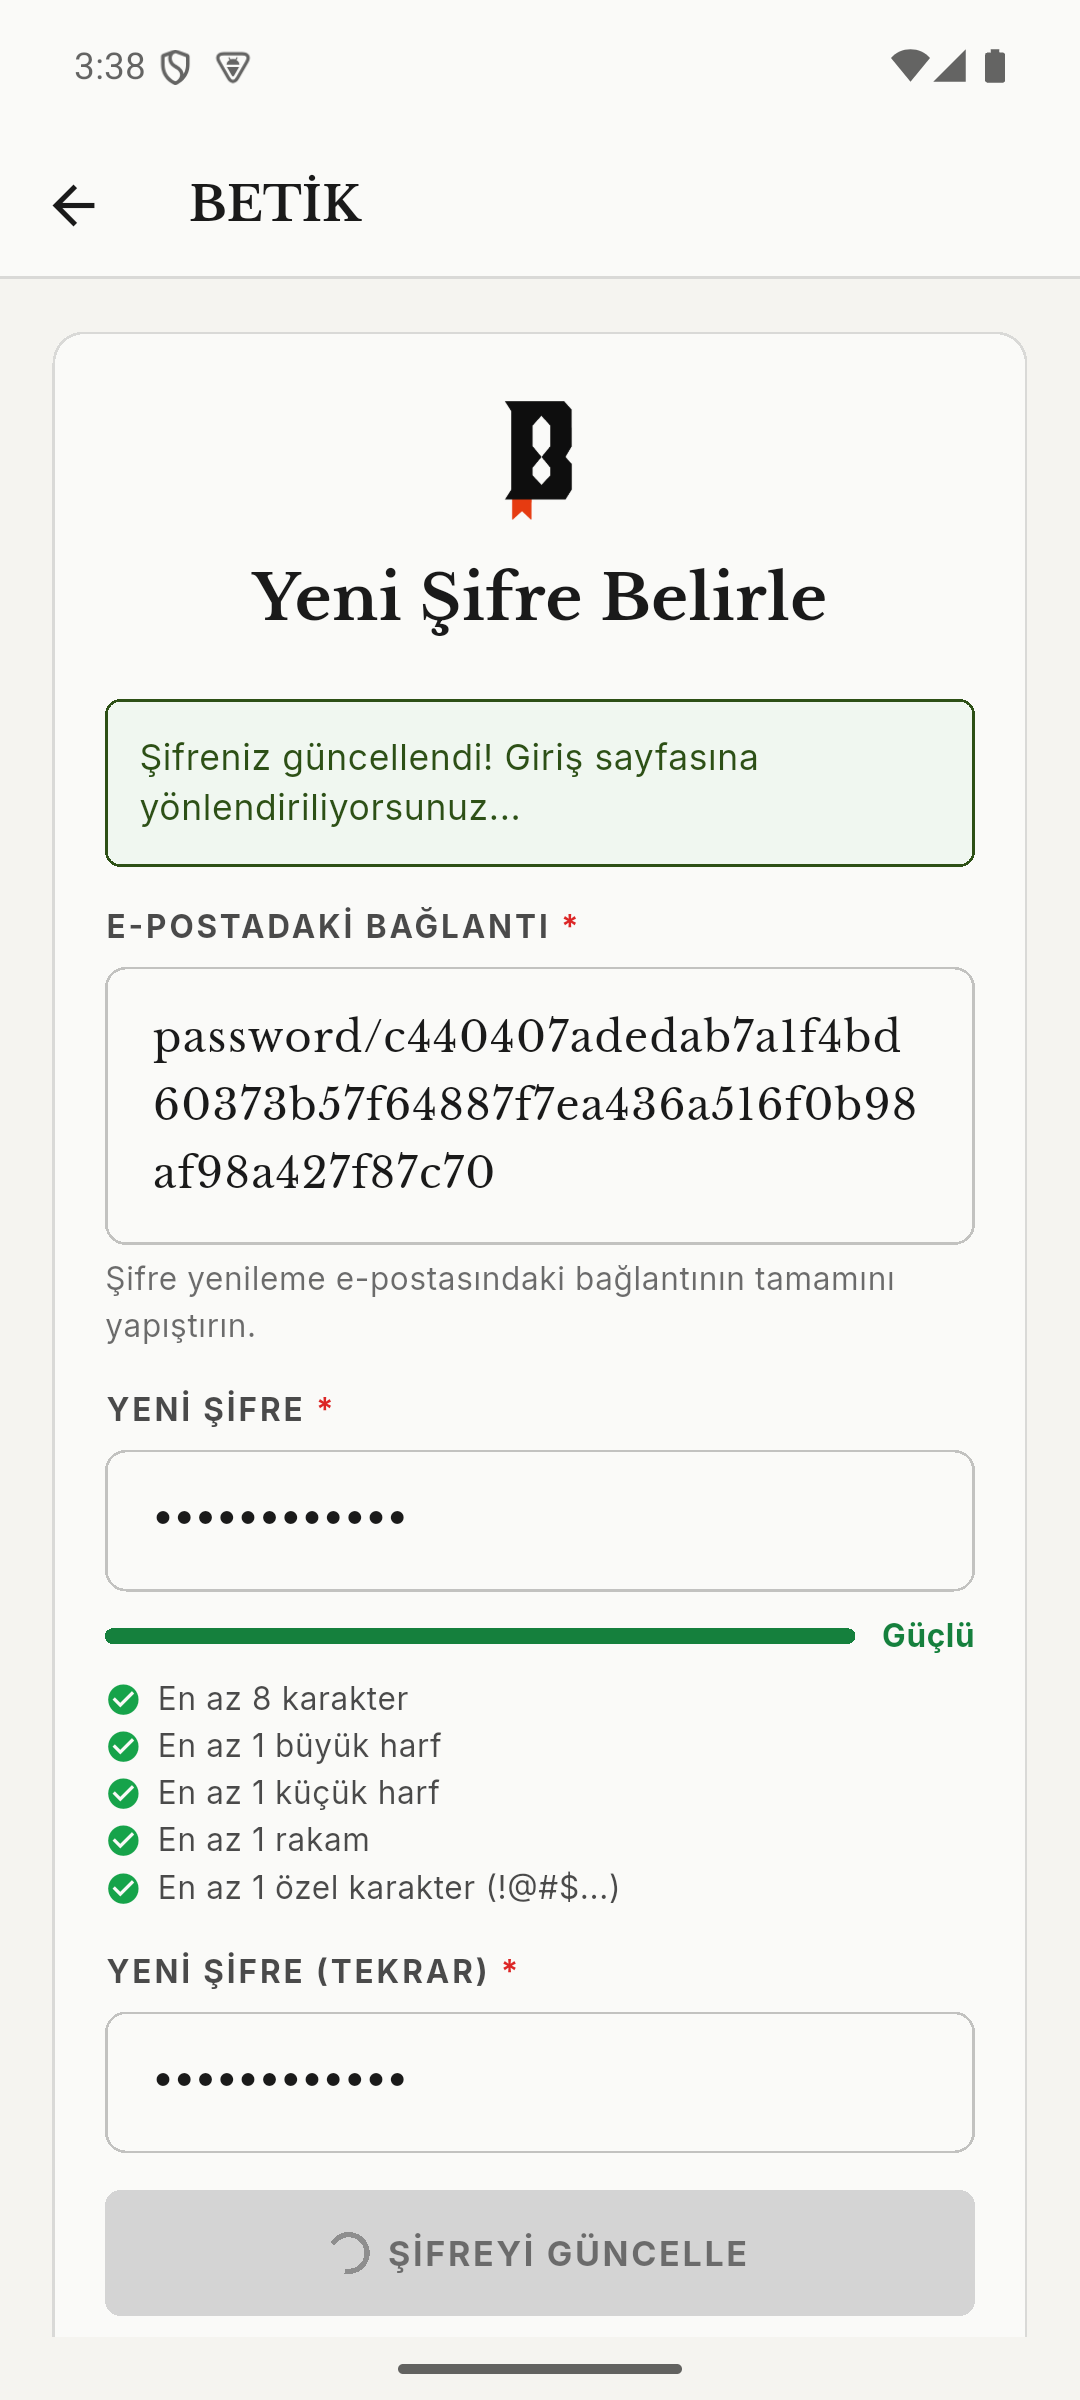 3:38
BETİK
B
Yeni Şifre Belirle
Şifreniz güncellendi! Giriş sayfasına
yönlendiriliyorsunuz...
E-POSTADAKİ BAĞLANTI *
password/c440407adedab7a1f4bd
60373b57f64887f7ea436a516f0b98
af98a427f87c70
Şifre yenileme e-postasındaki bağlantının tamamını
yapıştırın.
YENİ ŞİFRE *
••••••••••••
Güçlü
En az 8 karakter
En az 1 büyük harf
En az 1 küçük harf
En az 1 rakam
En az 1 özel karakter (!@#$...)
YENİ ŞİFRE (TEKRAR) *
••••••••••••
ŞİFREYİ GÜNCELLE